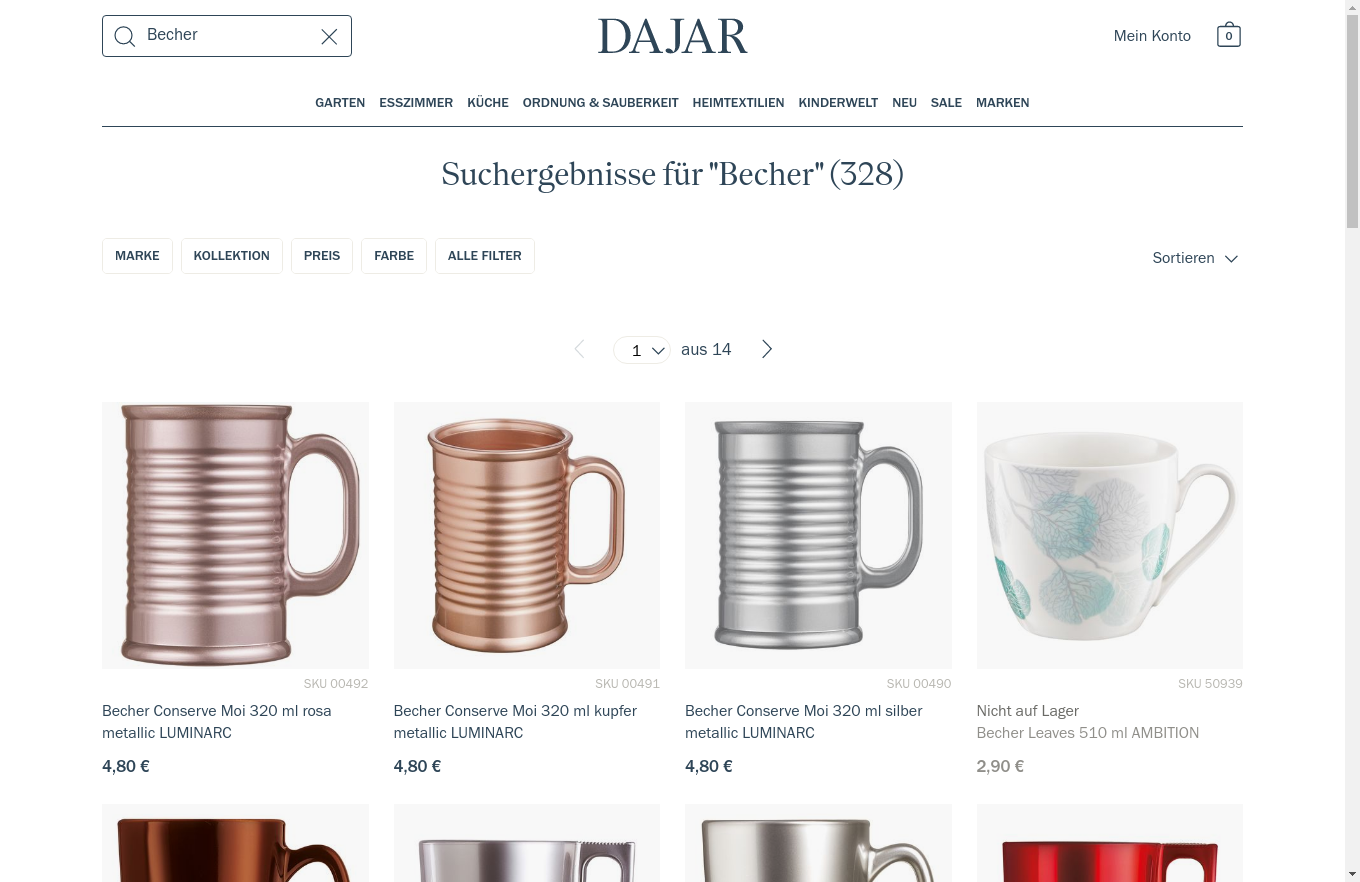 Becher
DAJAR
Mein Konto
0
GARTEN ESSZIMMER KÜCHE ORDNUNG & SAUBERKEIT HEIMTEXTILIEN KINDERWELT NEU SALE MARKEN
Suchergebnisse für "Becher" (328)
MARKE KOLLEKTION PREIS FARBE ALLE FILTER
Sortieren
1 aus 14
SKU 00492
Becher Conserve Moi 320 ml rosa
metallic LUMINARC
4,80 €
SKU 00491
Becher Conserve Moi 320 ml kupfer
metallic LUMINARC
4,80 €
SKU 00490
Becher Conserve Moi 320 ml silber
metallic LUMINARC
4,80 €
SKU 50939
Nicht auf Lager
Becher Leaves 510 ml AMBITION
2,90 €